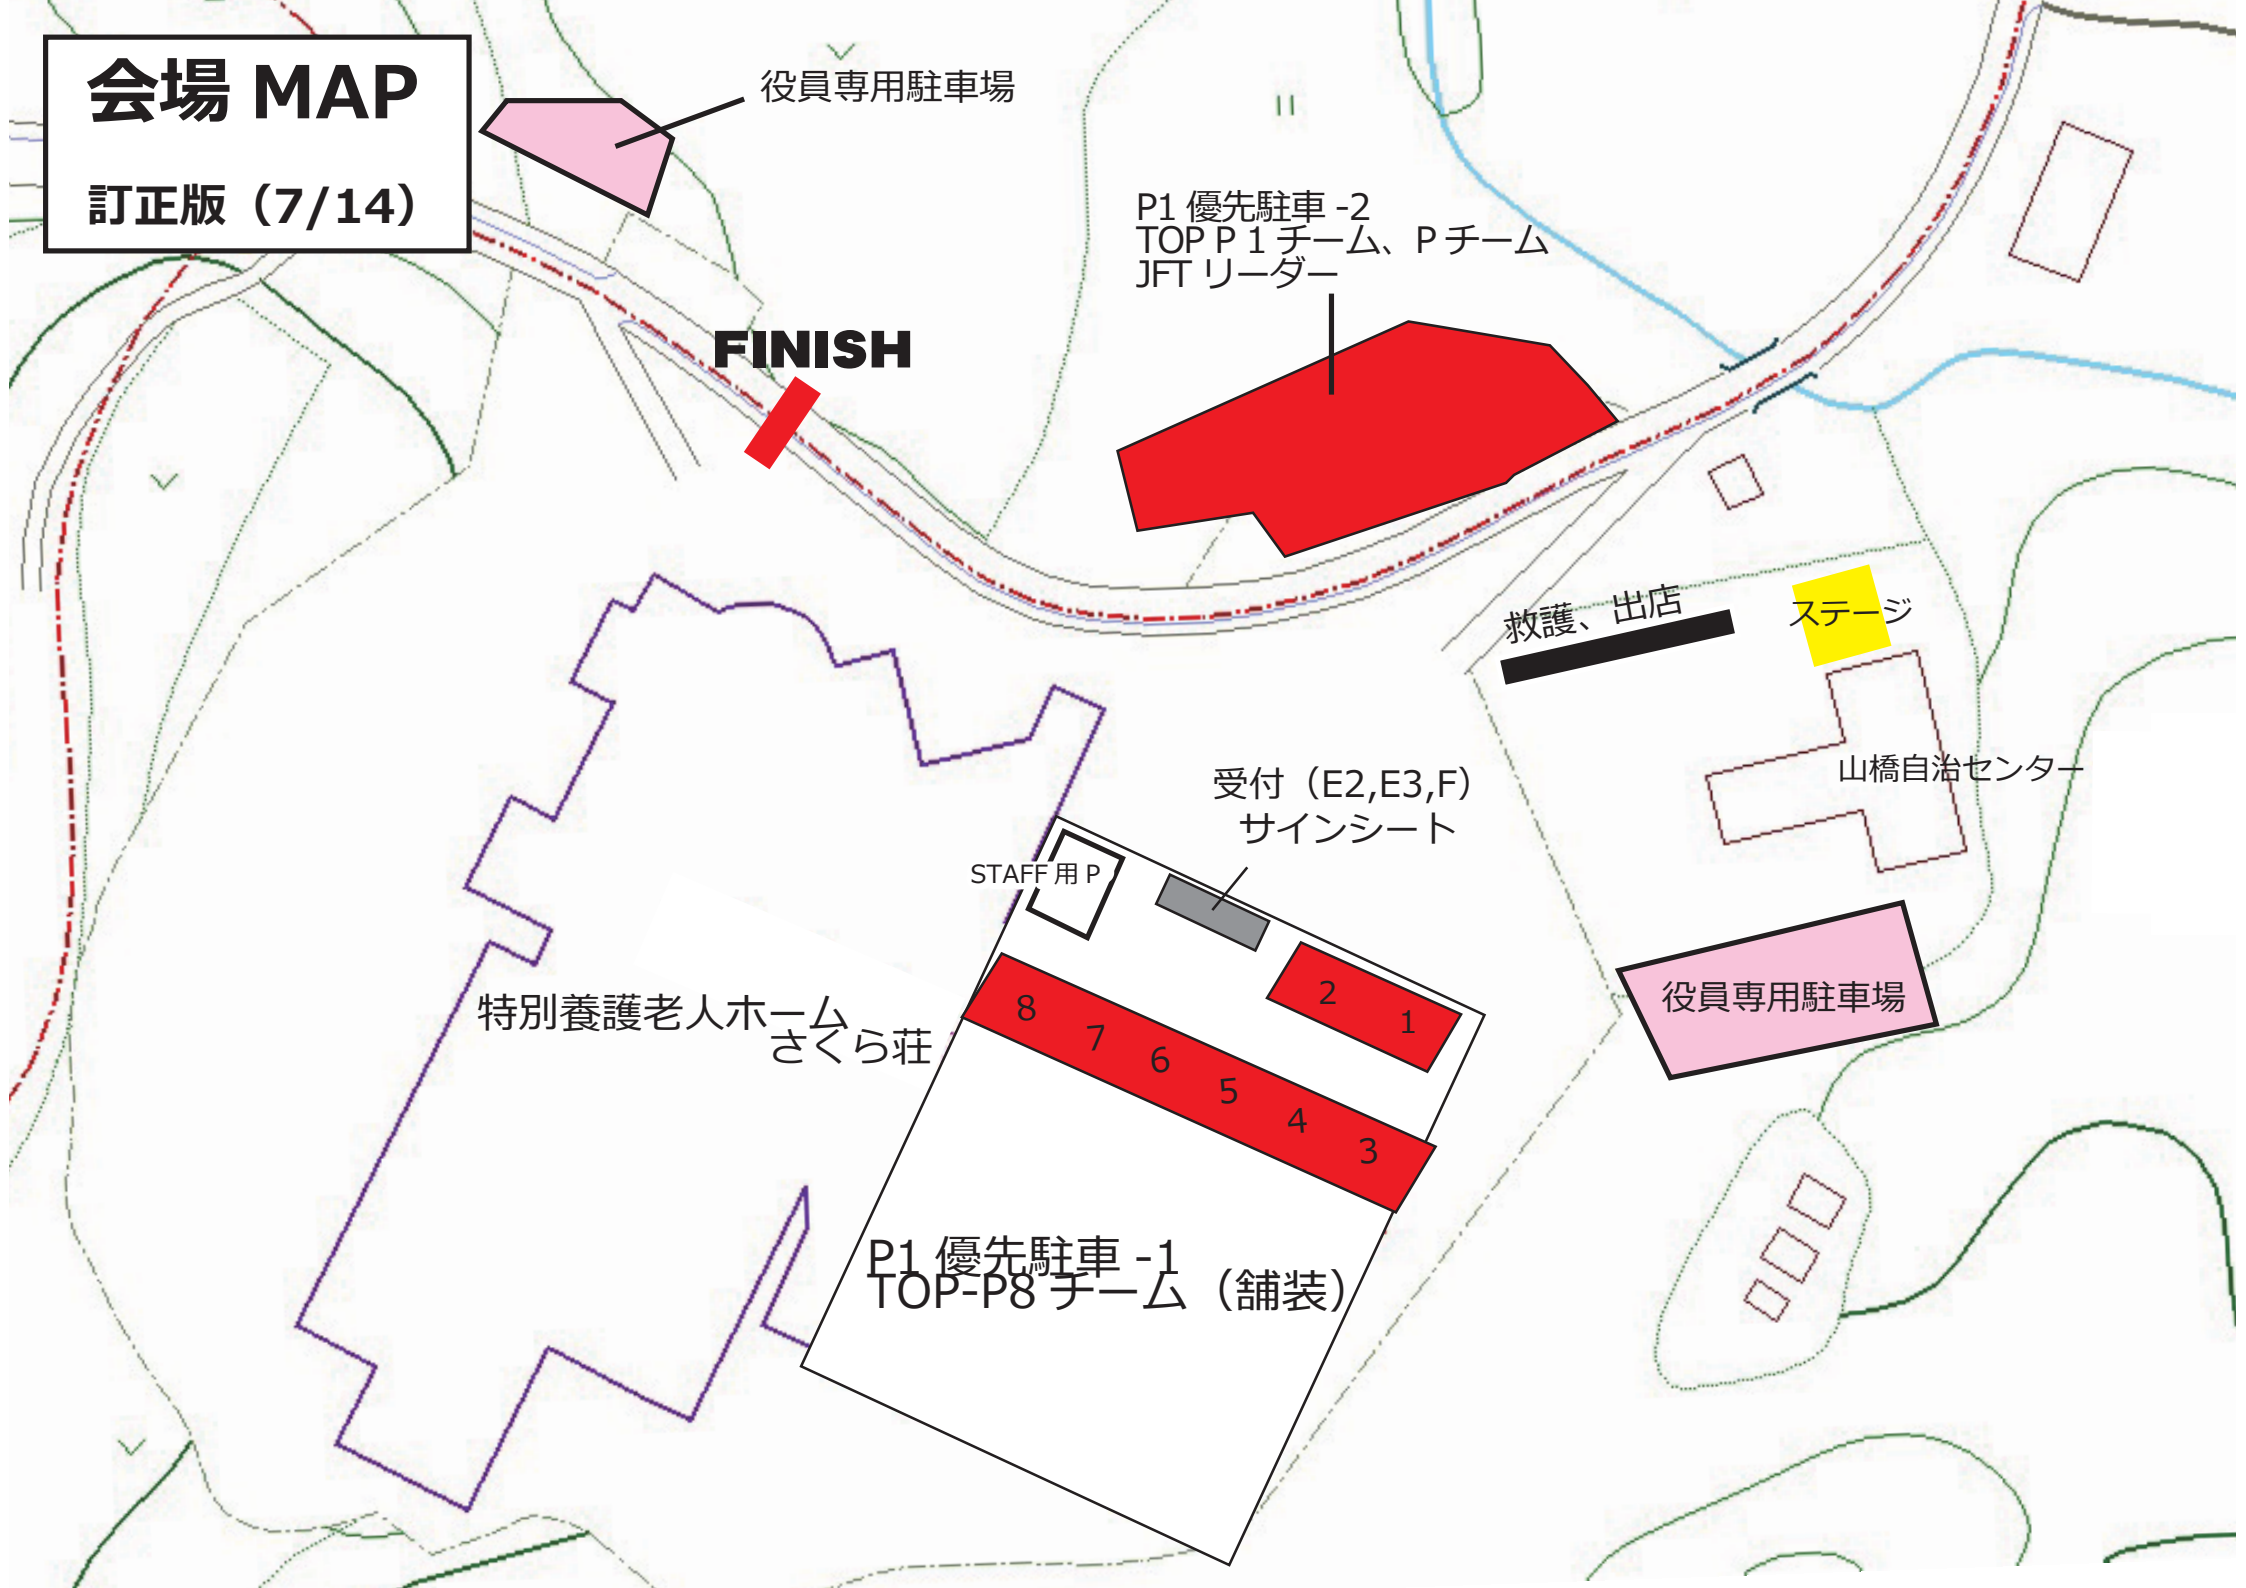 会場 MAP
訂正版（7/14）
役員専用駐車場
P1 優先駐車 -2
TOP P 1 チーム、P チーム
JFT リーダー
FINISH
救護、出店
ステージ
山橋自治センター
受付（E2,E3,F）
サインシート
STAFF 用 P
役員専用駐車場
2
1
8
7
6
5
4
3
特別養護老人ホーム
さくら荘
P1 優先駐車 -1
TOP-P8 チーム（舗装）